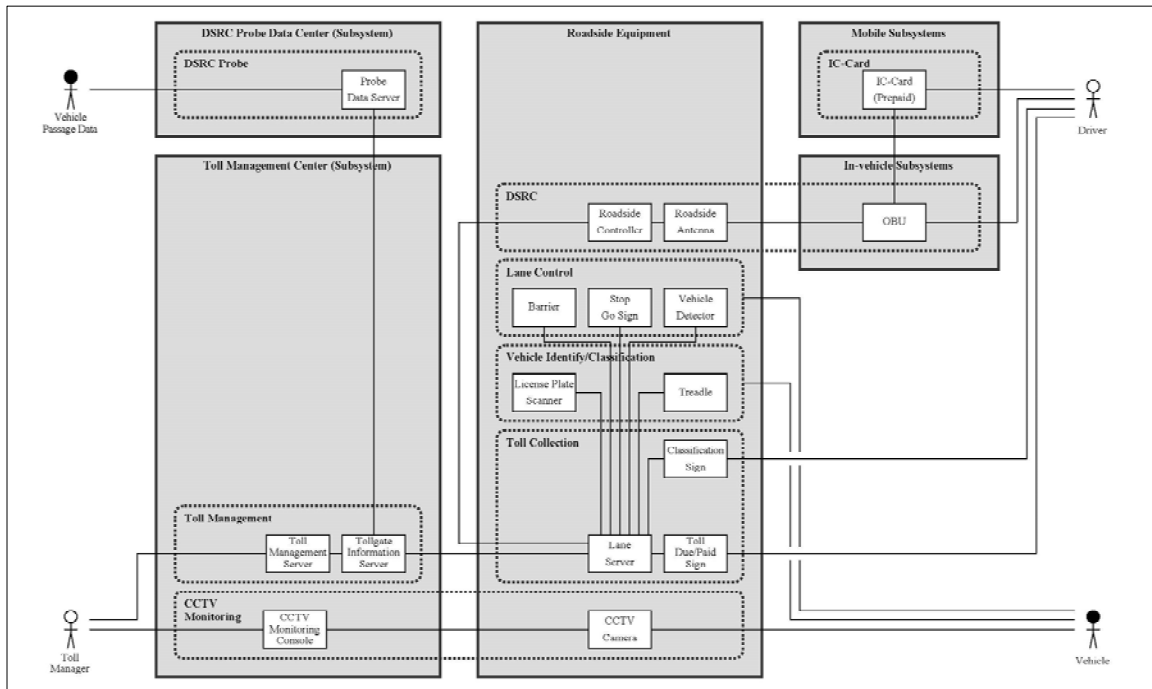 DSRC Probe Data Center (Subsystem)
DSRC Probe
Probe
Data Server
Vehicle
Passage Data
Roadside Equipment
Mobile Subsystems
IC-Card
IC-Card
(Prepaid)
Driver
Toll Management Center (Subsystem)
In-vehicle Subsystems
DSRC
Roadside
Controller
Roadside
Antenna
OBU
Lane Control
Barrier
Stop
Go Sign
Vehicle
Detector
Vehicle Identify/Classification
License Plate
Scanner
Treadle
Toll Collection
Classification
Sign
Toll Management
Toll
Management
Server
Tollgate
Information
Server
Lane
Server
Toll
Due/Paid
Sign
CCTV
Monitoring
CCTV
Monitoring
Console
CCTV
Camera
Toll
Manager
Vehicle